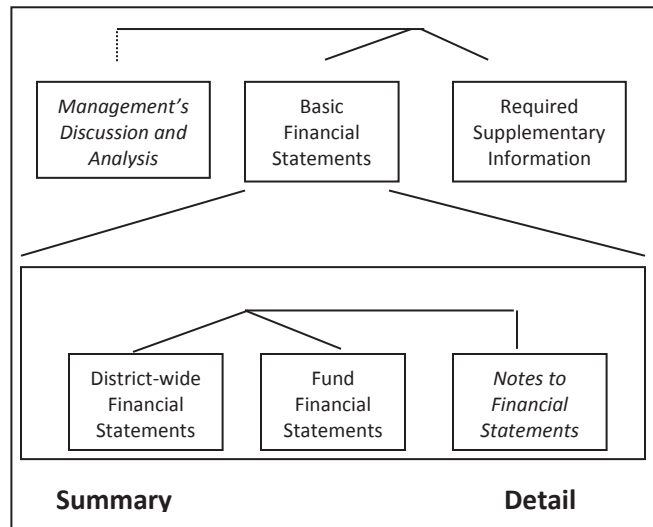 Management's
Discussion and
Analysis
Basic
Financial
Statements
Required
Supplementary
Information
District-wide
Financial
Statements
Fund
Financial
Statements
Notes to
Financial
Statements
Summary
Detail